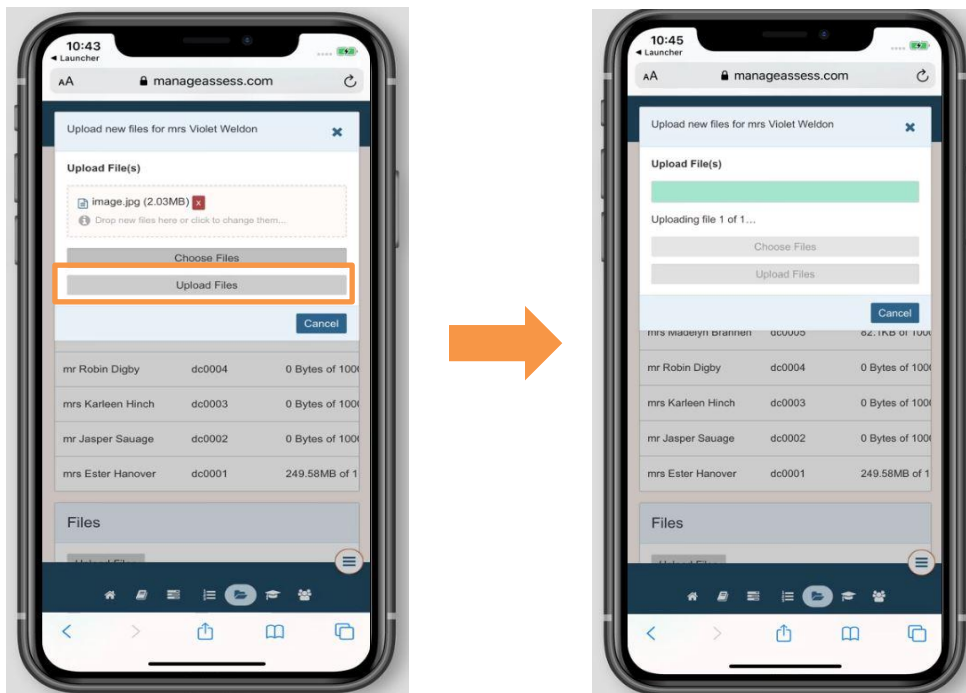 10:43
Launcher
AA manageassess.com
Upload new files for mrs Violet Weldon
Upload File(s)
image.jpg (2.03MB) x
Drop new files here or click to change them...
Choose Files
Upload Files
Cancel
mr Robin Digby dc0004 0 Bytes of 100
mrs Karleen Hinch dc0003 0 Bytes of 100
mr Jasper Sauage dc0002 0 Bytes of 100
mrs Ester Hanover dc0001 249.58MB of 1
Files
Upload Files
10:45
Launcher
AA manageassess.com
Upload new files for mrs Violet Weldon
Upload File(s)
Uploading file 1 of 1...
Choose Files
Upload Files
Cancel
mrs Madelyn Brannen dc0005 82.1KB of 100
mr Robin Digby dc0004 0 Bytes of 100
mrs Karleen Hinch dc0003 0 Bytes of 100
mr Jasper Sauage dc0002 0 Bytes of 100
mrs Ester Hanover dc0001 249.58MB of 1
Files
Upload Files